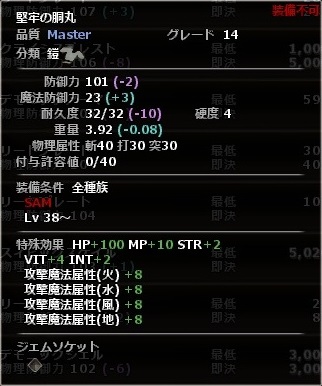 装備不可
堅牢の胴丸
品質 Master グレード 14
分類 鎧
防御力 101 (-2)
魔法防御力 23 (+3)
耐久度 32/32 (-10) 硬度 4
重量 3.92 (-0.08)
物理属性 斬40 打30 突30
付与許容値 0/40
装備条件 全種族
SAM
Lv 38～
特殊効果 HP+100 MP+10 STR+2
VIT+4 INT+2
攻撃魔法属性(火) +8
攻撃魔法属性(水) +8
攻撃魔法属性(風) +8
攻撃魔法属性(地) +8
ジェムソケット